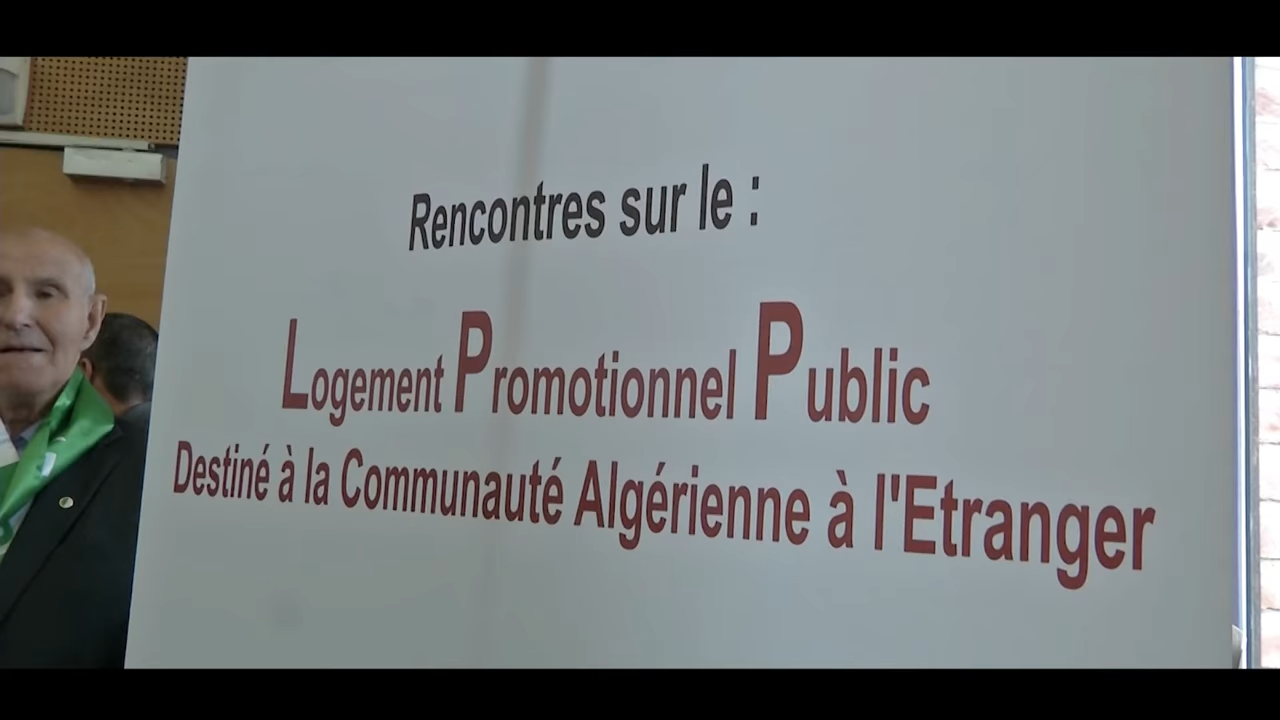 Rencontres sur le :
Logement Promotionnel Public
Destiné à la Communauté Algérienne à l'Etranger